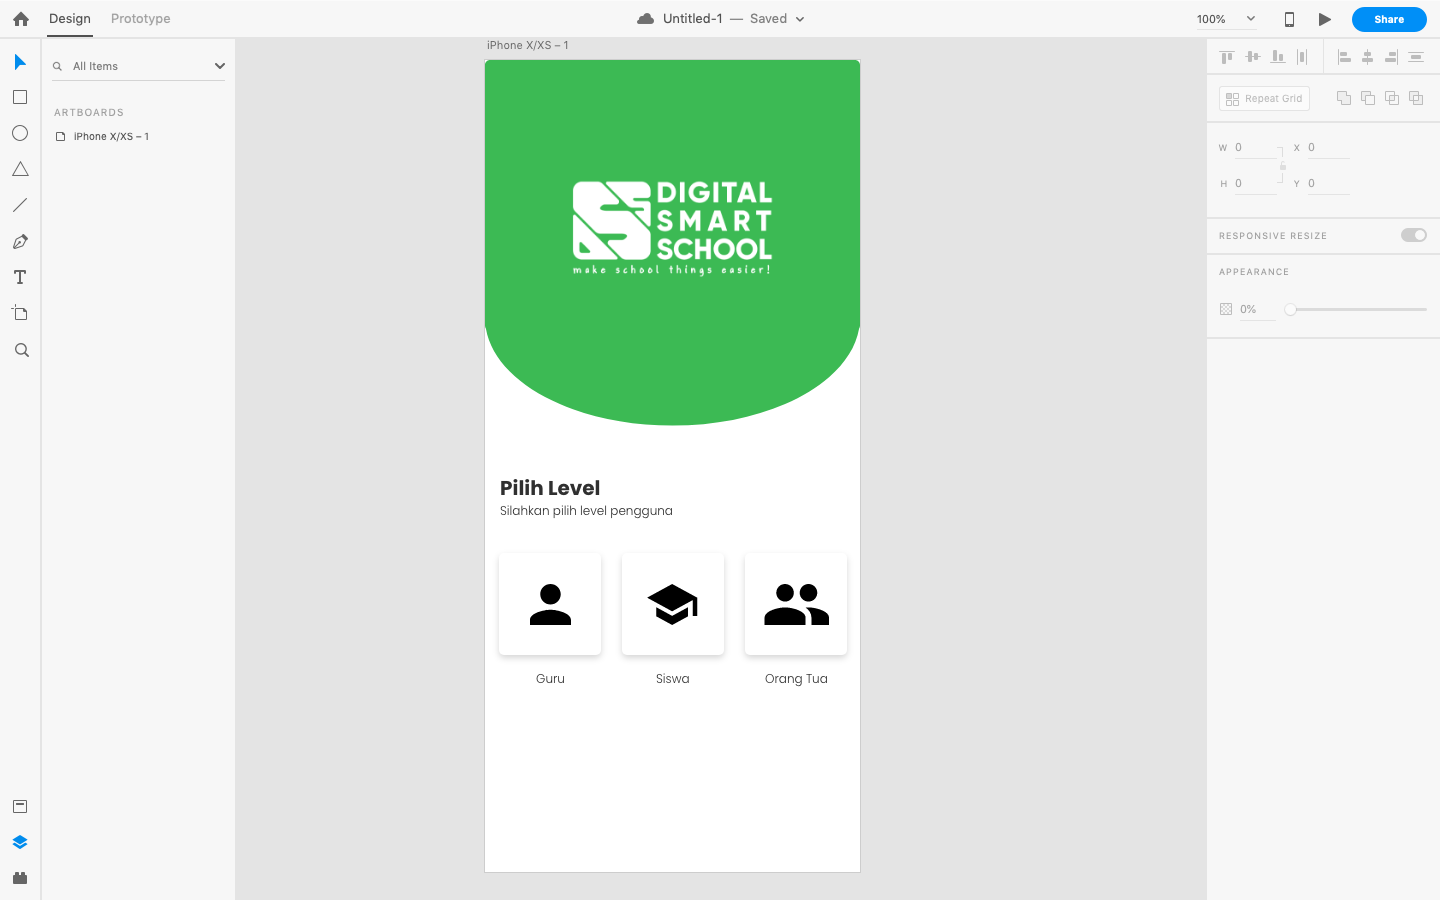 Design Prototype
Untitled-1 — Saved
100%
Share
All Items
ARTBOARDS
iPhone X/XS – 1
iPhone X/XS – 1
DIGITAL
SMART
SCHOOL
make school things easier!
Pilih Level
Silahkan pilih level pengguna
Guru Siswa Orang Tua
Repeat Grid
W 0 X 0
H 0 Y 0
RESPONSIVE RESIZE
APPEARANCE
0%